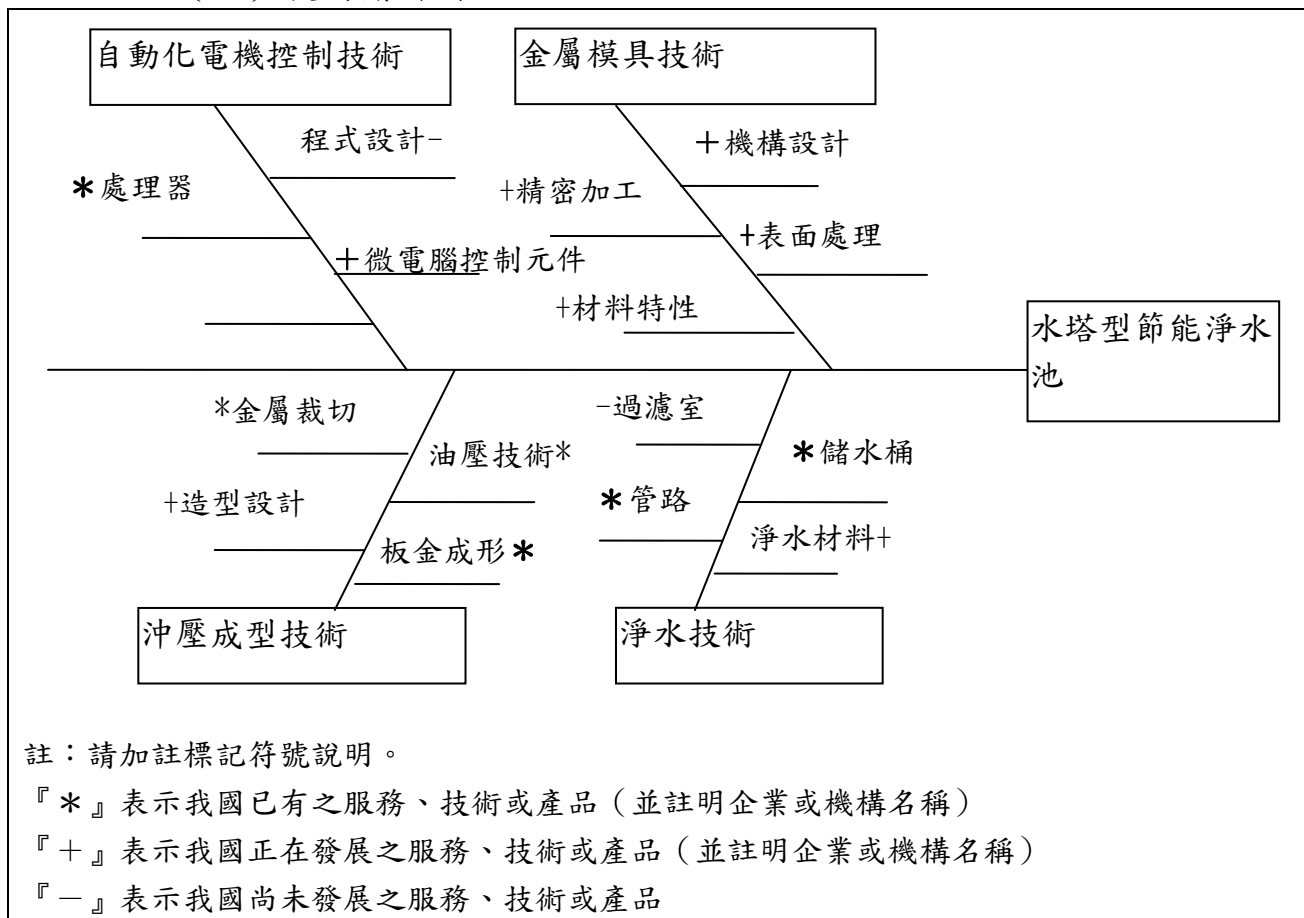 自動化電機控制技術
金屬模具技術
程式設計-
＊處理器
＋微電腦控制元件
＋機構設計
+精密加工
+表面處理
+材料特性
水塔型節能淨水
池
*金屬裁切
油壓技術*
+造型設計
板金成形＊
-過濾室
＊儲水桶
＊管路
淨水材料+
沖壓成型技術
淨水技術
註：請加註標記符號說明。
『＊』表示我國已有之服務、技術或產品（並註明企業或機構名稱）
『＋』表示我國正在發展之服務、技術或產品（並註明企業或機構名稱）
『－』表示我國尚未發展之服務、技術或產品